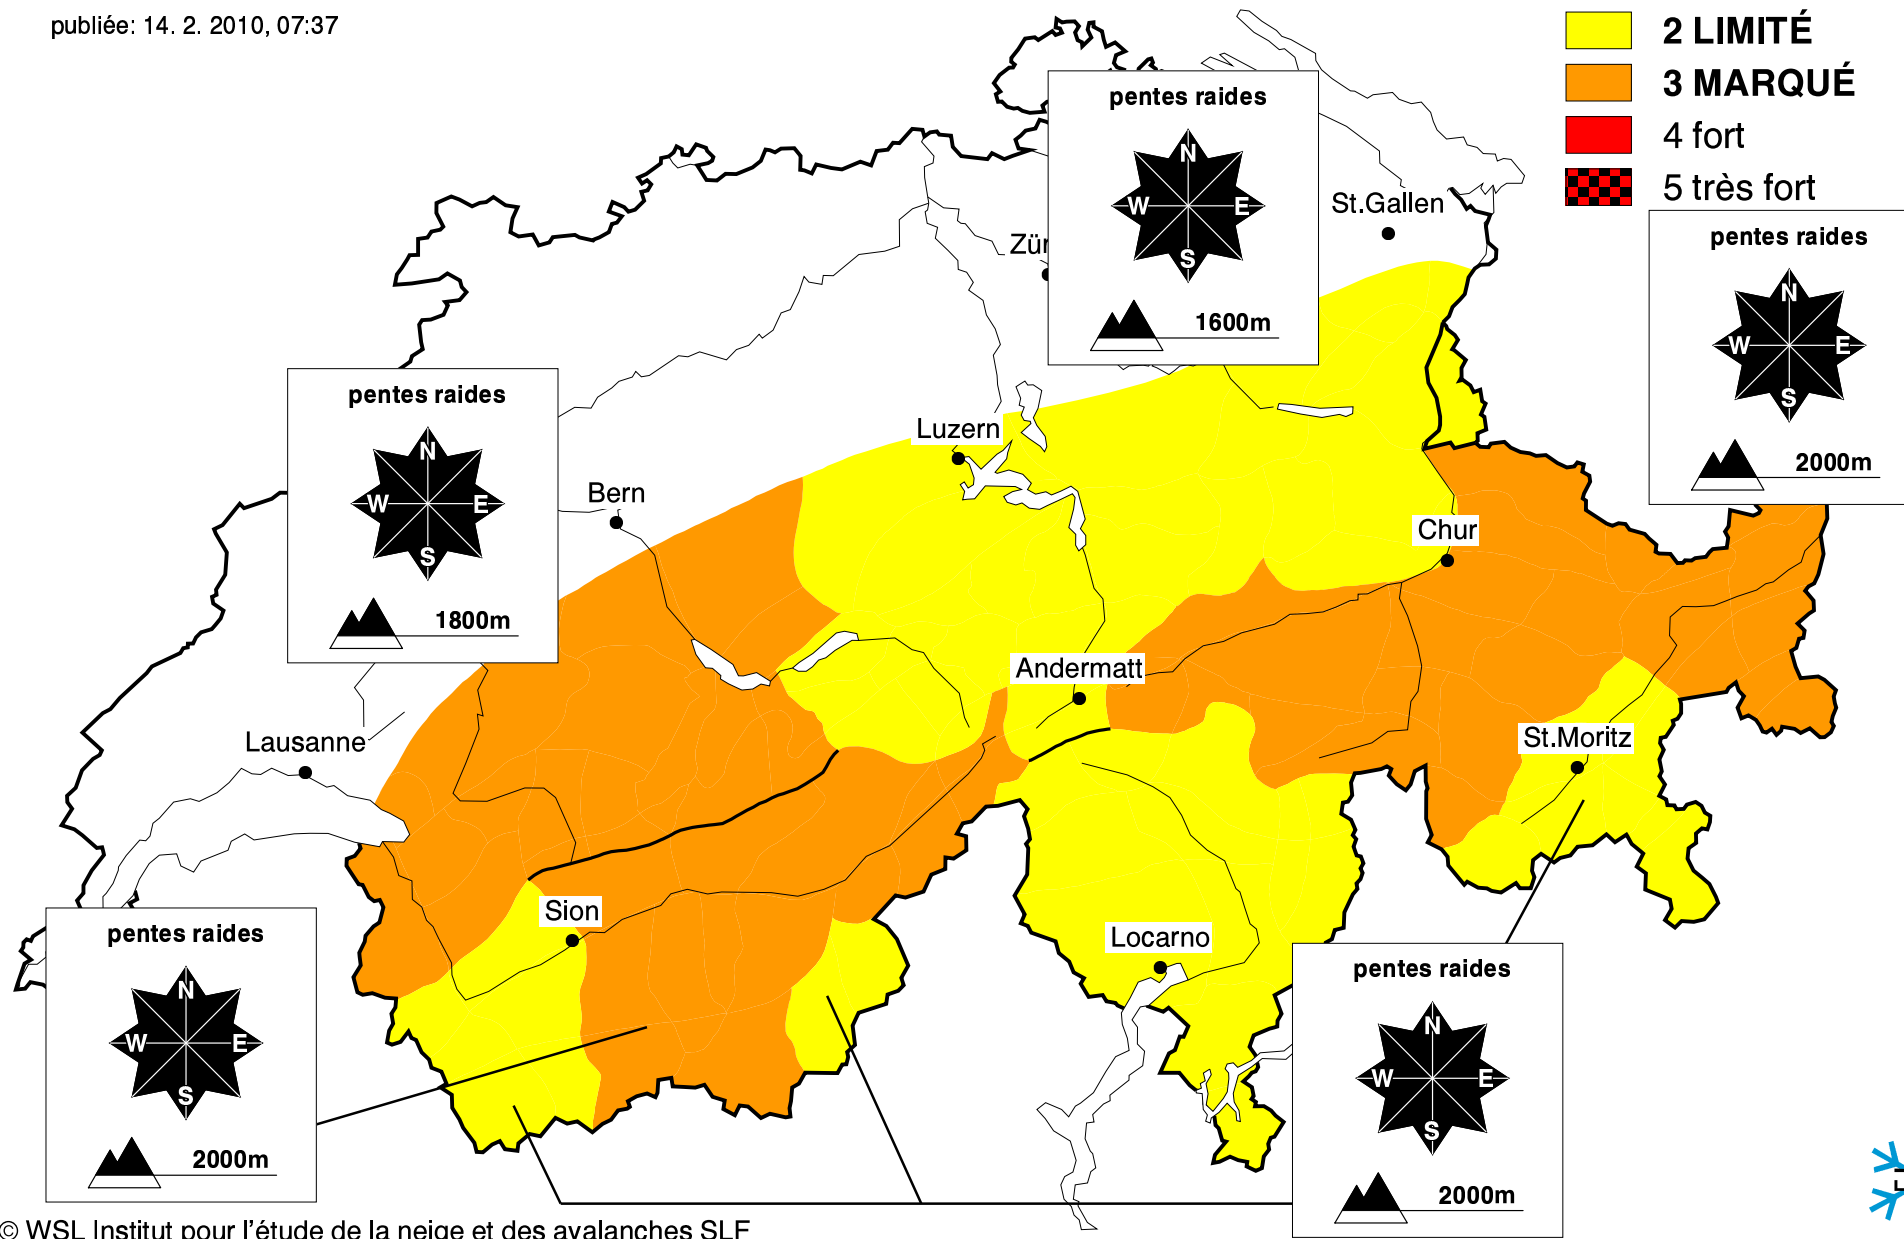 publiée: 14. 2. 2010, 07:37
2 LIMITÉ
3 MARQUÉ
4 fort
5 très fort
pentes raides
N
W E
S
1600m
St.Gallen
pentes raides
N
W E
S
2000m
Zür
pentes raides
N
W E
S
1800m
Luzern
Bern
Chur
Andermatt
Lausanne
St.Moritz
Sion
Locarno
pentes raides
N
W E
S
2000m
pentes raides
N
W E
S
2000m
© WSL Institut pour l'étude de la neige et des avalanches SLF